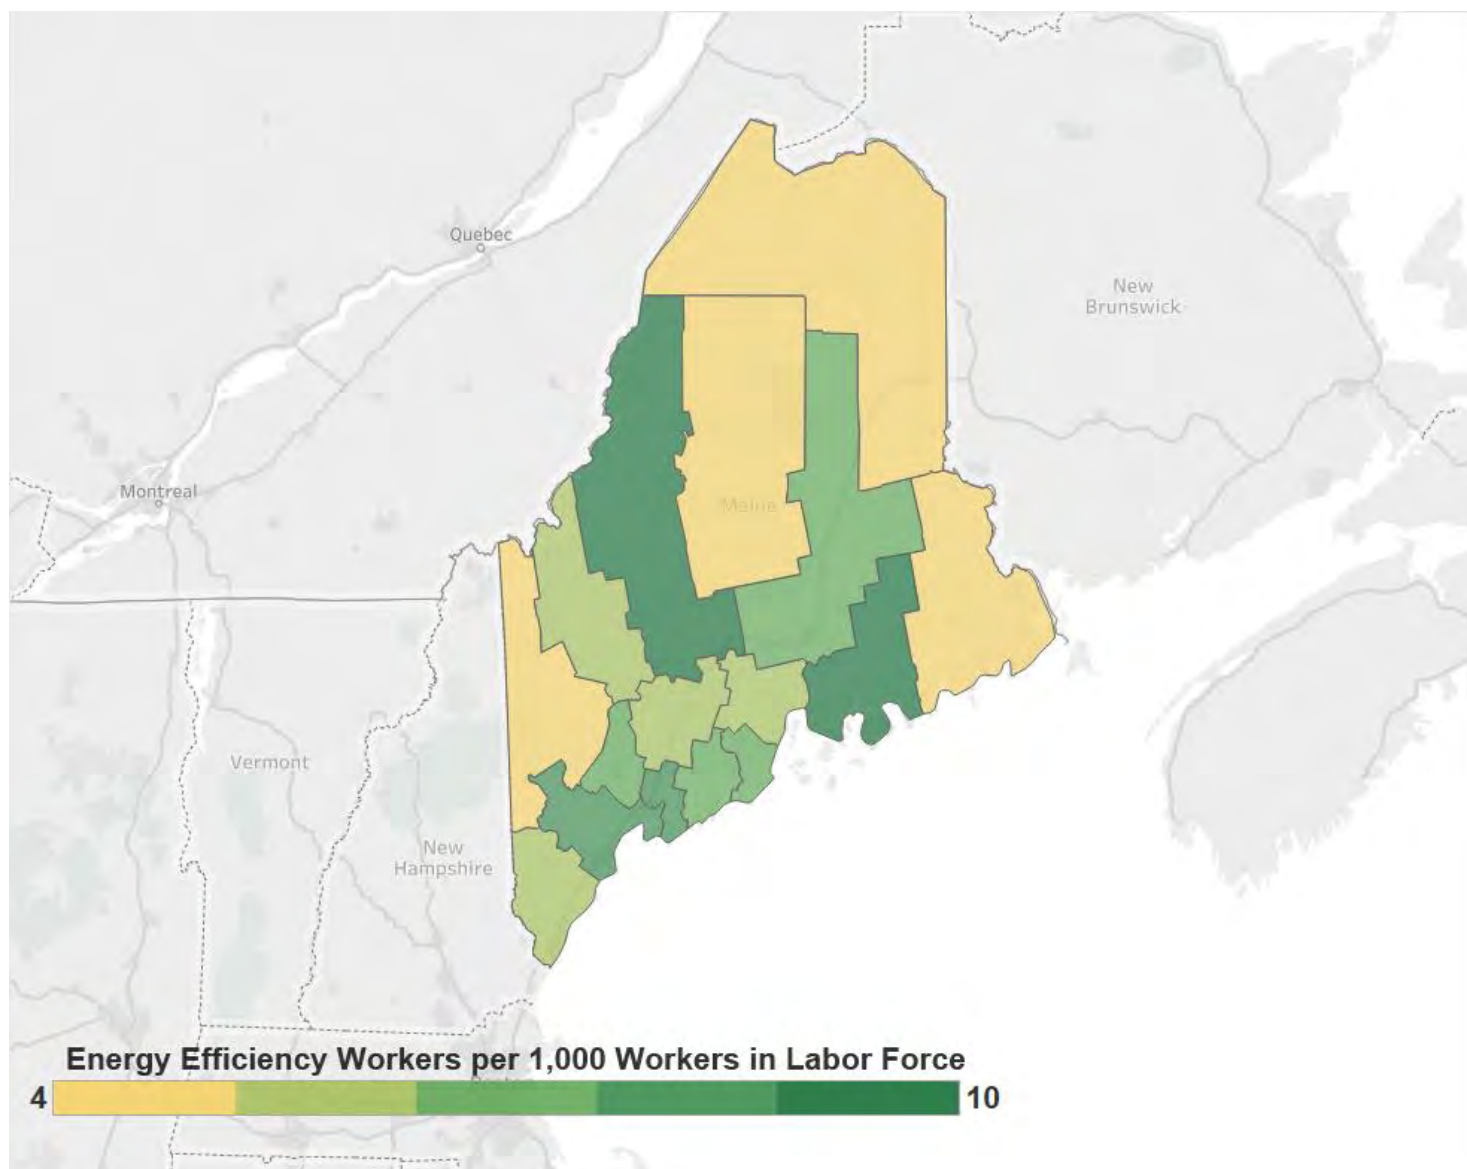 Quebec
New
Brunswick
Montreal
Maine
Vermont
New
Hampshire
Energy Efficiency Workers per 1,000 Workers in Labor Force
4
10